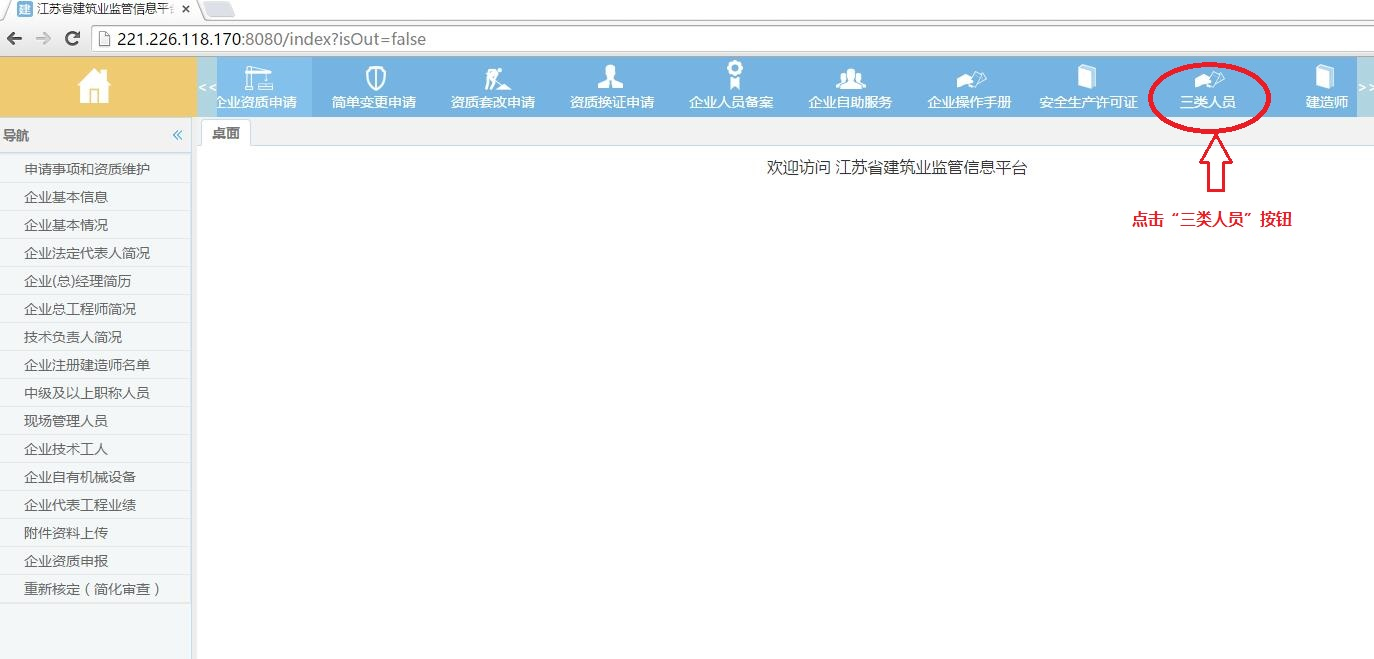 江苏省建筑业监管信息平台
221.226.118.170:8080/index?isOut=false
<< 企业资质申请 简单变更申请 资质套改申请 资质换证申请 企业人员备案 企业自助服务 企业操作手册 安全生产许可证 三类人员 建造师 >>
导航 «
桌面
欢迎访问 江苏省建筑业监管信息平台
点击“三类人员”按钮
申请事项和资质维护
企业基本信息
企业基本情况
企业法定代表人简况
企业(总)经理简历
企业总工程师简况
技术负责人简况
企业注册建造师名单
中级及以上职称人员
现场管理人员
企业技术工人
企业自有机械设备
企业代表工程业绩
附件资料上传
企业资质申报
重新核定（简化审查）